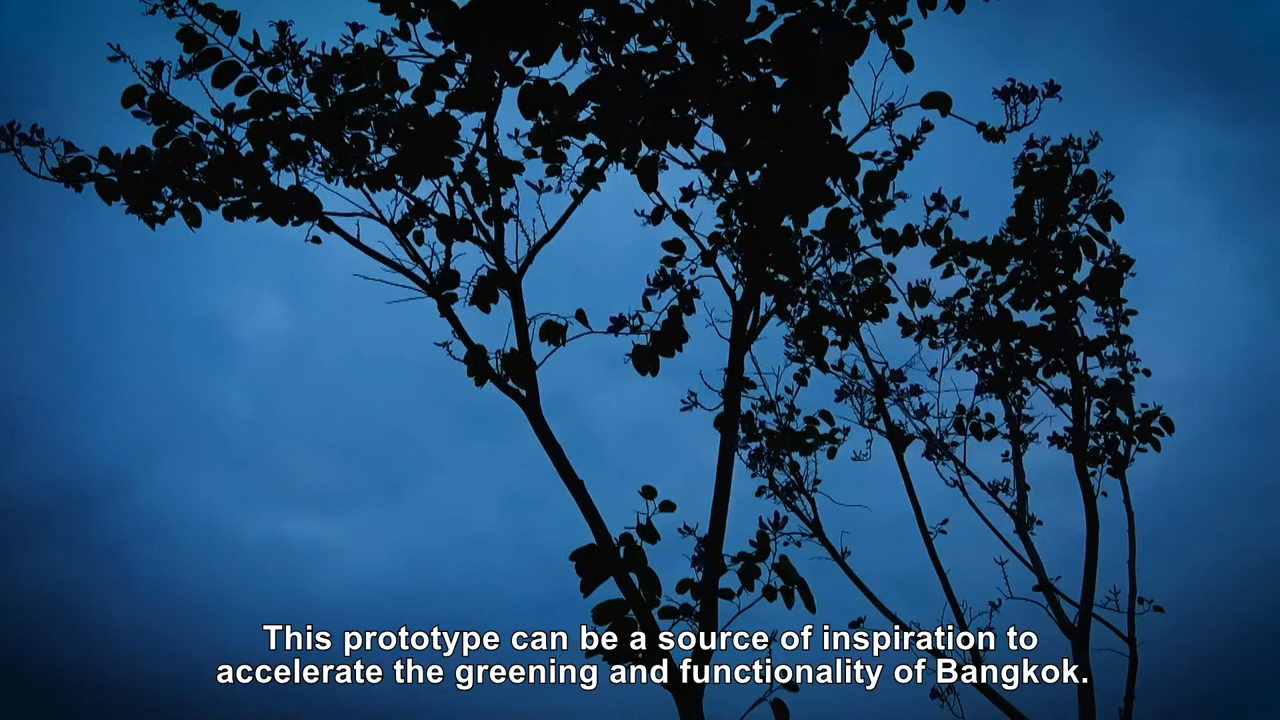 This prototype can be a source of inspiration to
accelerate the greening and functionality of Bangkok.